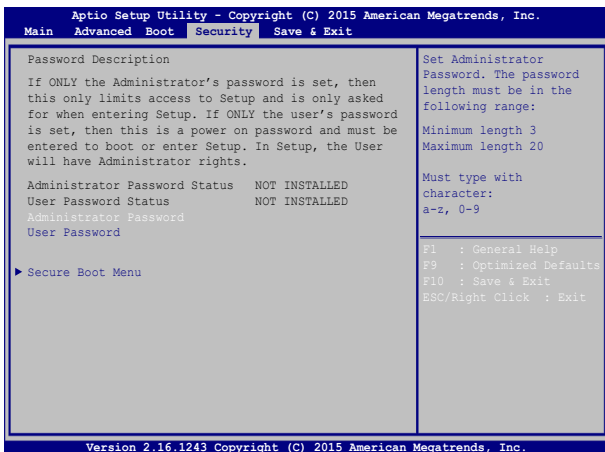 Aptio Setup Utility - Copyright (C) 2015 American Megatrends, Inc.
Main Advanced Boot Security Save & Exit
Password Description
If ONLY the Administrator's password is set, then
this only limits access to Setup and is only asked
for when entering Setup. If ONLY the user's password
is set, then this is a power on password and must be
entered to boot or enter Setup. In Setup, the User
will have Administrator rights.
Administrator Password Status NOT INSTALLED
User Password Status NOT INSTALLED
Administrator Password
User Password
Secure Boot Menu
Set Administrator
Password. The password
length must be in the
following range:
Minimum length 3
Maximum length 20
Must type with
character:
a-z, 0-9
F1 : General Help
F9 : Optimized Defaults
F10 : Save & Exit
ESC/Right Click : Exit
Version 2.16.1243 Copyright (C) 2015 American Megatrends, Inc.